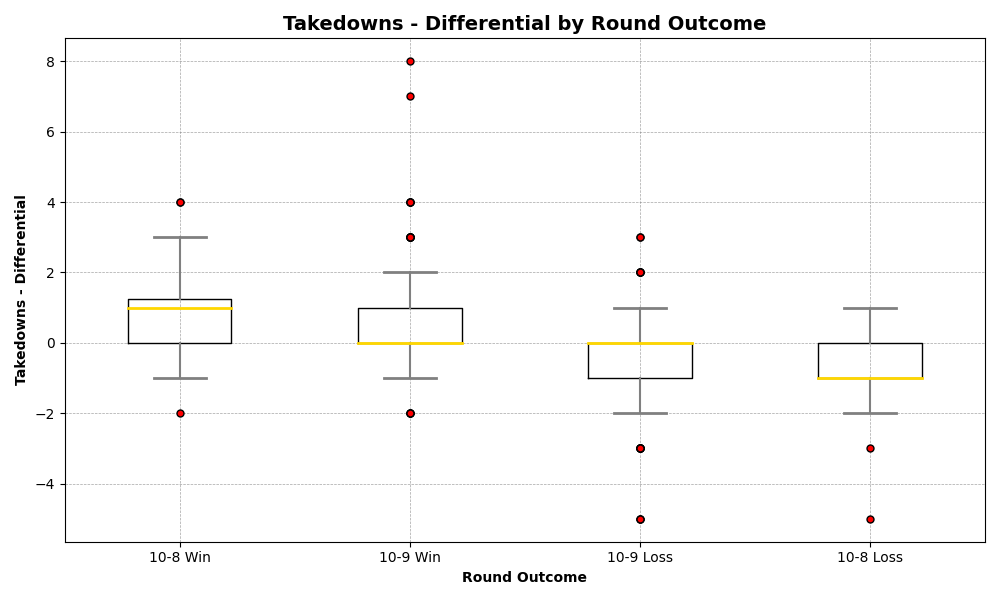 Takedowns - Differential by Round Outcome
Takedowns - Differential
8
6
4
2
0
−2
−4
10-8 Win
10-9 Win
10-9 Loss
10-8 Loss
Round Outcome